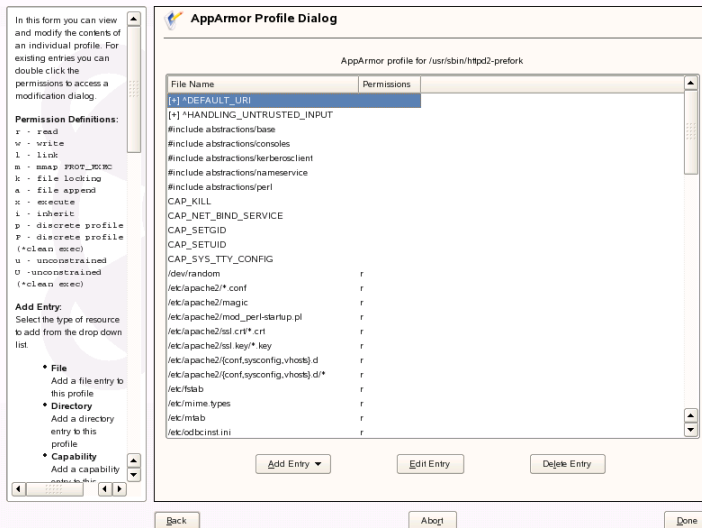 In this form you can view
and modify the contents of
an individual profile. For
existing entries you can
double click the
permissions to access a
modification dialog.
Permission Definitions:
r - read
w - write
l - link
m - mmap PROT_EXEC
k - file locking
a - file append
x - execute
i - inherit
p - discrete profile
P - discrete profile
(*clean exec)
u - unconstrained
U -unconstrained
(*clean exec)
Add Entry:
Select the type of resource
to add from the drop down
list.
File
Add a file entry to
this profile
Directory
Add a directory
entry to this
profile
Capability
Add a capability
entry to this
AppArmor Profile Dialog
AppArmor profile for /usr/sbin/httpd2-prefork
File Name Permissions
[+] ^DEFAULT_URI
[+] ^HANDLING_UNTRUSTED_INPUT
#include abstractions/base
#include abstractions/consoles
#include abstractions/kerberosclient
#include abstractions/nameservice
#include abstractions/perl
CAP_KILL
CAP_NET_BIND_SERVICE
CAP_SETGID
CAP_SETUID
CAP_SYS_TTY_CONFIG
/dev/random r
/etc/apache2/*.conf r
/etc/apache2/magic r
/etc/apache2/mod_perl-startup.pl r
/etc/apache2/ssl.crt/*.crt r
/etc/apache2/ssl.key/*.key r
/etc/apache2/{conf,sysconfig,vhosts}.d r
/etc/apache2/{conf,sysconfig,vhosts}.d/* r
/etc/fstab r
/etc/mime.types r
/etc/mtab r
/etc/odbcinst.ini r
Add Entry Edit Entry Delete Entry
Back Abort Done